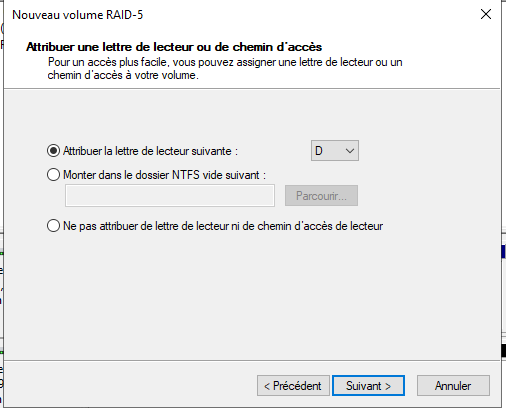 Nouveau volume RAID-5
Attribuer une lettre de lecteur ou de chemin d'accès
Pour un accès plus facile, vous pouvez assigner une lettre de lecteur ou un
chemin d'accès à votre volume.
Attribuer la lettre de lecteur suivante :
D
Monter dans le dossier NTFS vide suivant :
Parcourir...
Ne pas attribuer de lettre de lecteur ni de chemin d'accès de lecteur
< Précédent
Suivant >
Annuler